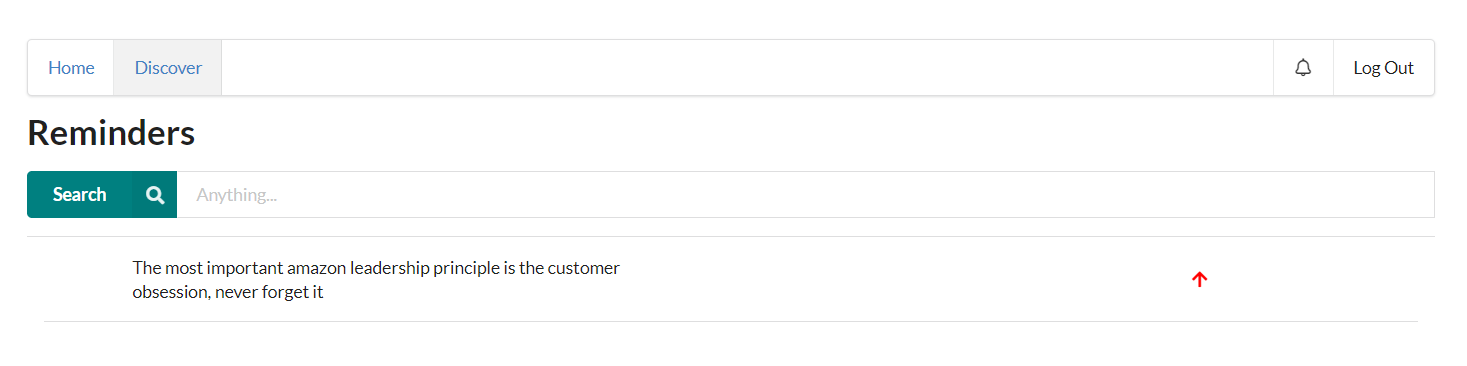 Home Discover Log Out
Reminders
Search Anything...
The most important amazon leadership principle is the customer
obsession, never forget it